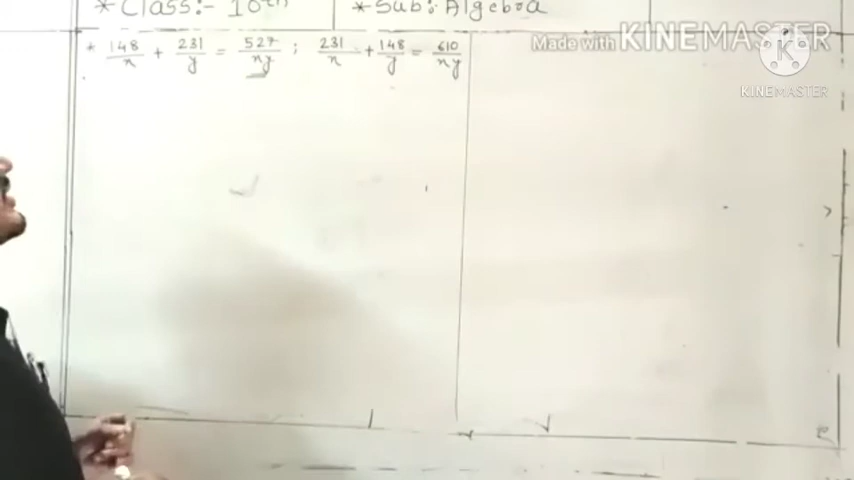 * Class:- 10th
* Sub: Algebra
* 148/x + 231/y = 527/xy ; 231/x + 148/y = 610/xy
Made with KINEMASTER
KINEMASTER